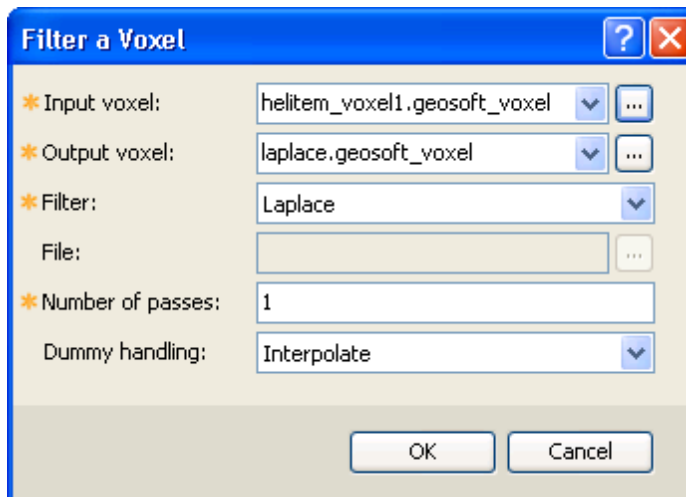 Filter a Voxel
* Input voxel: helitem_voxel1.geosoft_voxel ...
* Output voxel: laplace.geosoft_voxel ...
* Filter: Laplace
File: ...
* Number of passes: 1
Dummy handling: Interpolate
OK Cancel